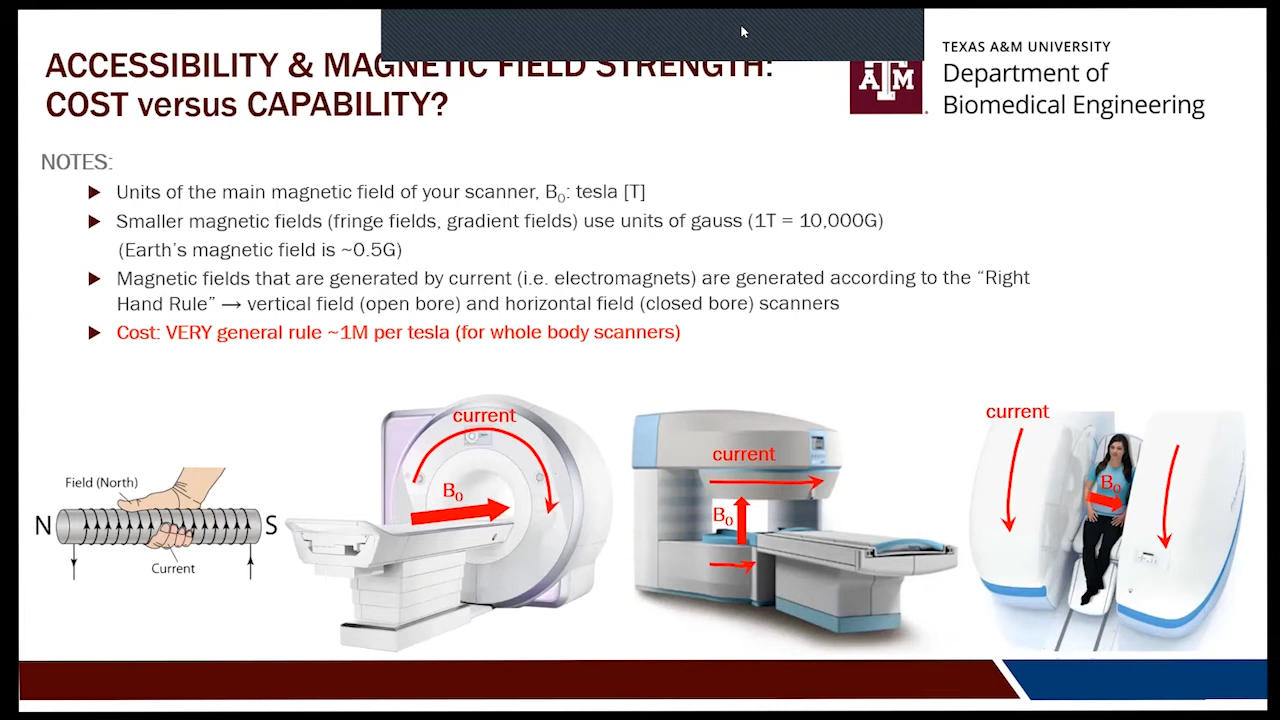 ACCESSIBILITY & MAGNETIC FIELD STRENGTH:
COST versus CAPABILITY?
A M
TEXAS A&M UNIVERSITY
Department of
Biomedical Engineering
NOTES:
Units of the main magnetic field of your scanner, B0: tesla [T]
Smaller magnetic fields (fringe fields, gradient fields) use units of gauss (1T = 10,000G)
(Earth's magnetic field is ~0.5G)
Magnetic fields that are generated by current (i.e. electromagnets) are generated according to the “Right
Hand Rule” → vertical field (open bore) and horizontal field (closed bore) scanners
Cost: VERY general rule ~1M per tesla (for whole body scanners)
Field (North)
N
S
Current
current
B0
current
B0
current
B0